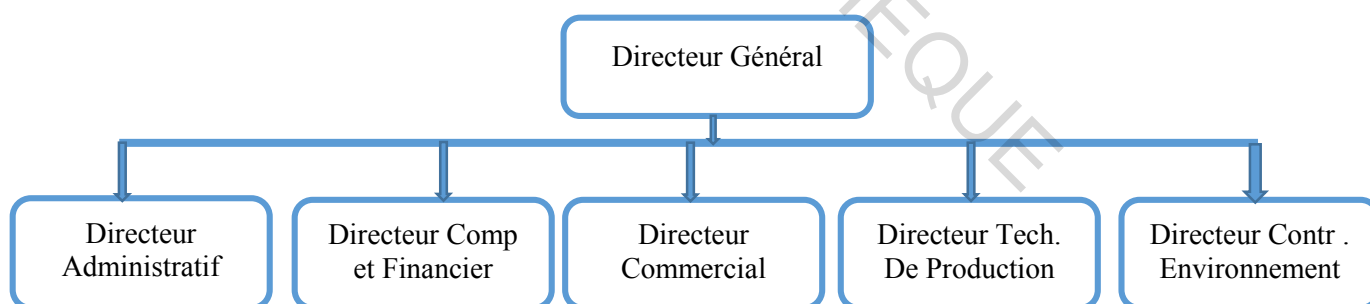 Directeur Général
Directeur
Administratif
Directeur Comp
et Financier
Directeur
Commercial
Directeur Tech.
De Production
Directeur Contr .
Environnement